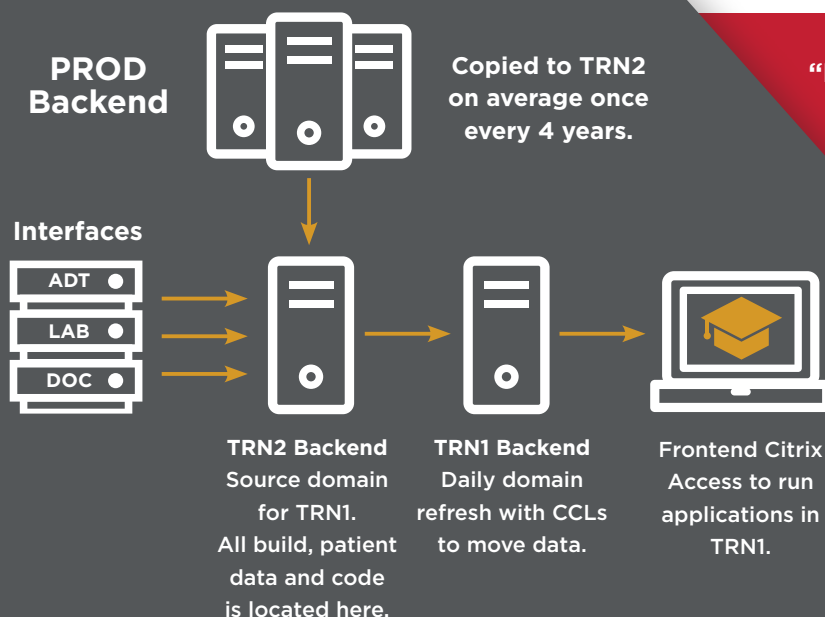 PROD
Backend
Copied to TRN2
on average once
every 4 years.
Interfaces
ADT
LAB
DOC
TRN2 Backend
Source domain
for TRN1.
All build, patient
data and code
is located here.
TRN1 Backend
Daily domain
refresh with CCLs
to move data.
Frontend Citrix
Access to run
applications in
TRN1.